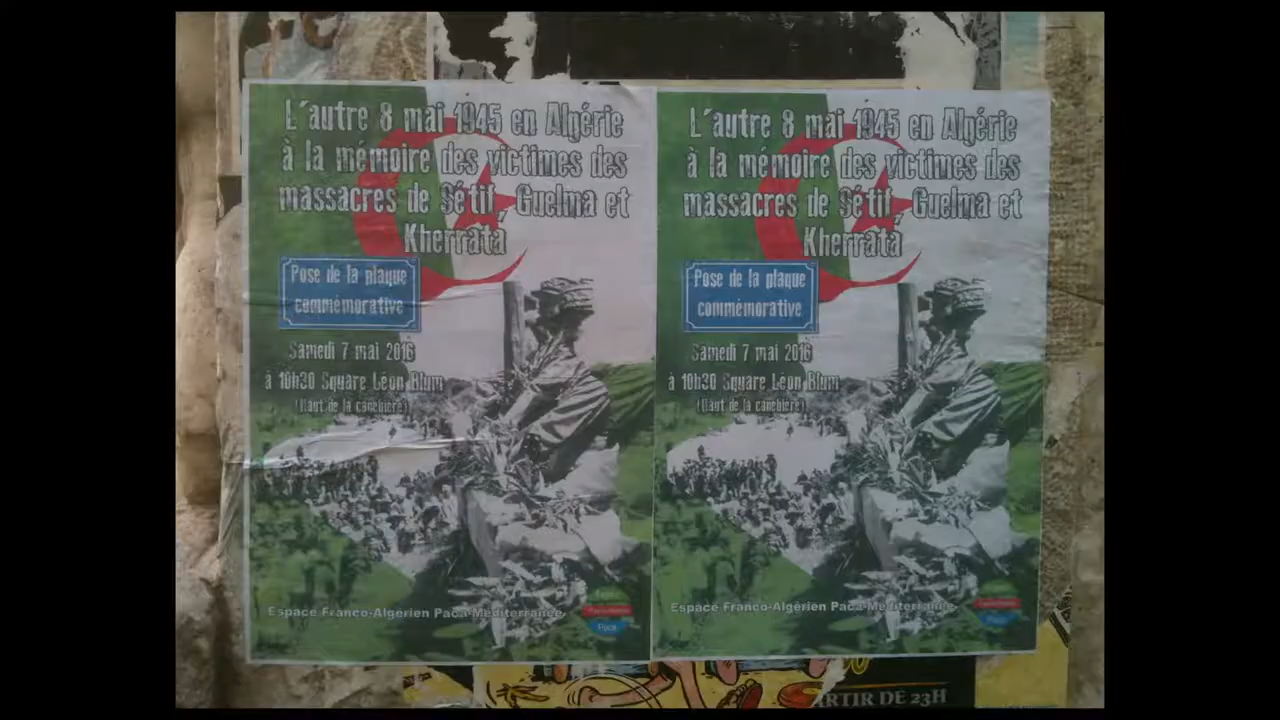 L'autre 8 mai 1945 en Algérie
à la mémoire des victimes des
massacres de Sétif, Guelma et
Kherrata
Pose de la plaque
commémorative
Samedi 7 mai 2016
à 10h30 Square Léon Blum
(Haut de la canebière)
Espace Franco-Algérien Paca-Méditerranée
Paca
L'autre 8 mai 1945 en Algérie
à la mémoire des victimes des
massacres de Sétif, Guelma et
Kherrata
Pose de la plaque
commémorative
Samedi 7 mai 2016
à 10h30 Square Léon Blum
(Haut de la canebière)
Espace Franco-Algérien Paca-Méditerranée
Paca
ARTIR DE 23H